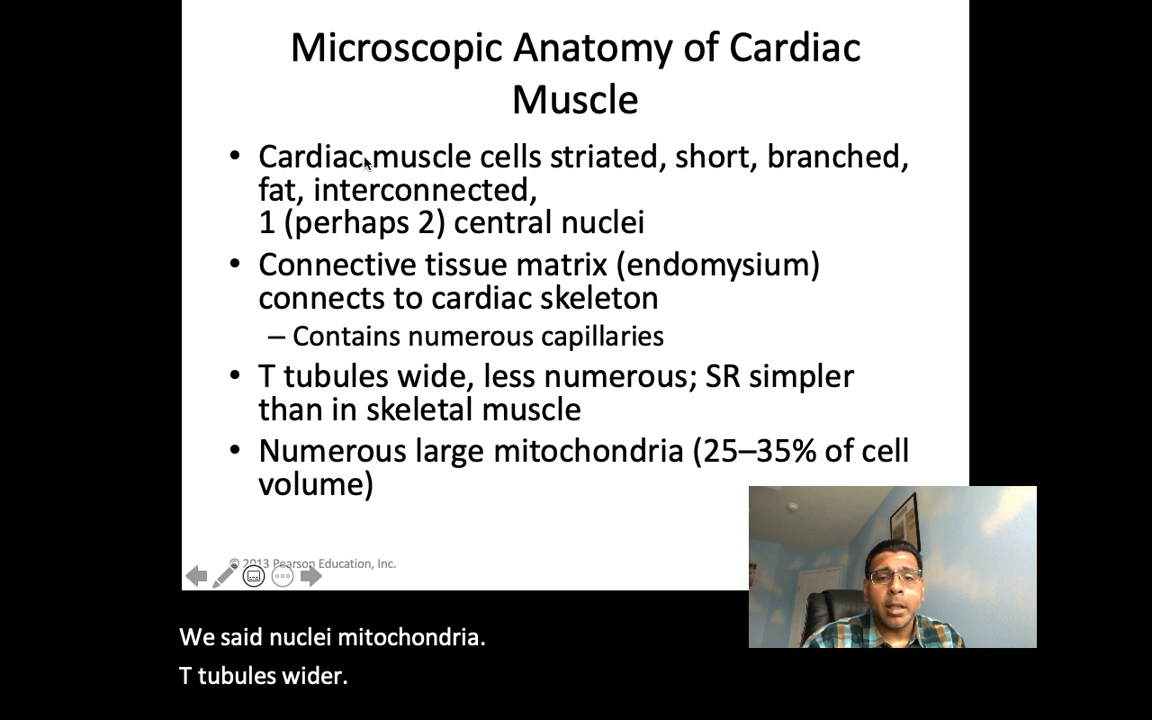 Microscopic Anatomy of Cardiac
Muscle
• Cardiac muscle cells striated, short, branched,
fat, interconnected,
1 (perhaps 2) central nuclei
• Connective tissue matrix (endomysium)
connects to cardiac skeleton
– Contains numerous capillaries
• T tubules wide, less numerous; SR simpler
than in skeletal muscle
• Numerous large mitochondria (25–35% of cell
volume)
© 2013 Pearson Education, Inc.
We said nuclei mitochondria.
T tubules wider.